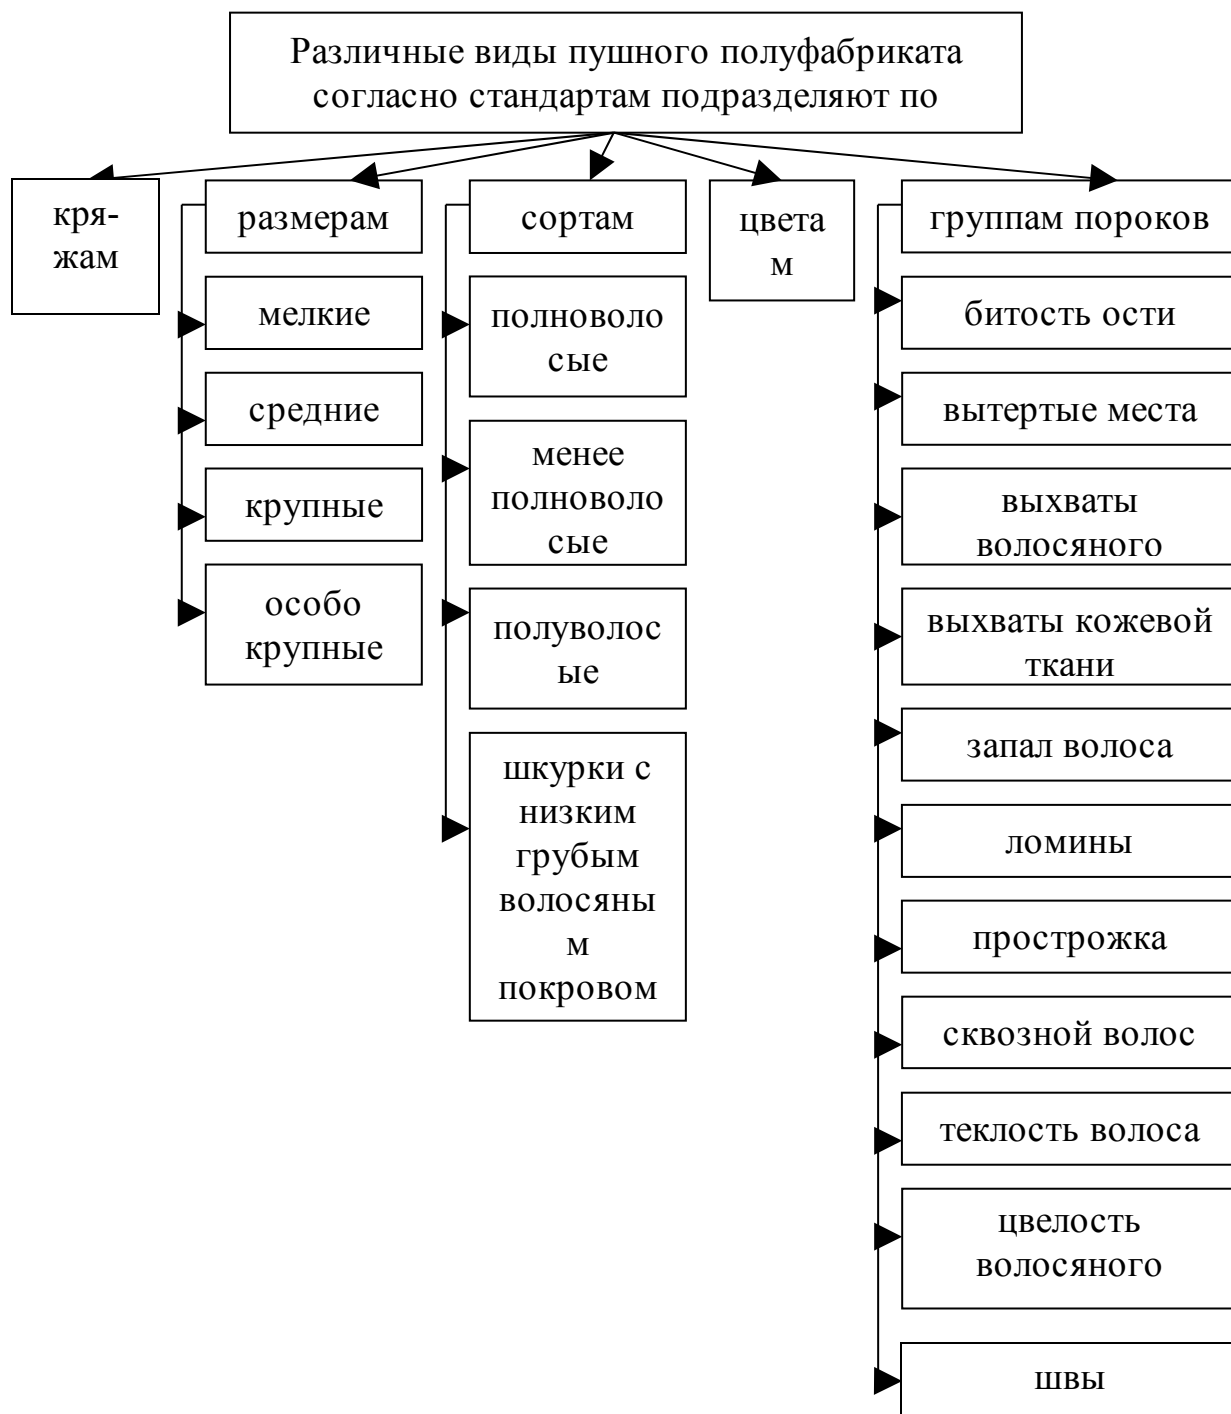 Различные виды пушного полуфабриката
согласно стандартам подразделяют по
кря-
жам
размерам
мелкие
средние
крупные
особо
крупные
сортам
полноволо
сые
менее
полноволо
сые
полуволос
ые
шкурки с
низким
грубым
волосяны
м
покровом
цвета
м
группам пороков
битость ости
вытертые места
выхваты
волосяного
выхваты кожевой
ткани
запал волоса
ломины
прострожка
сквозной волос
теклость волоса
цвелость
волосяного
швы